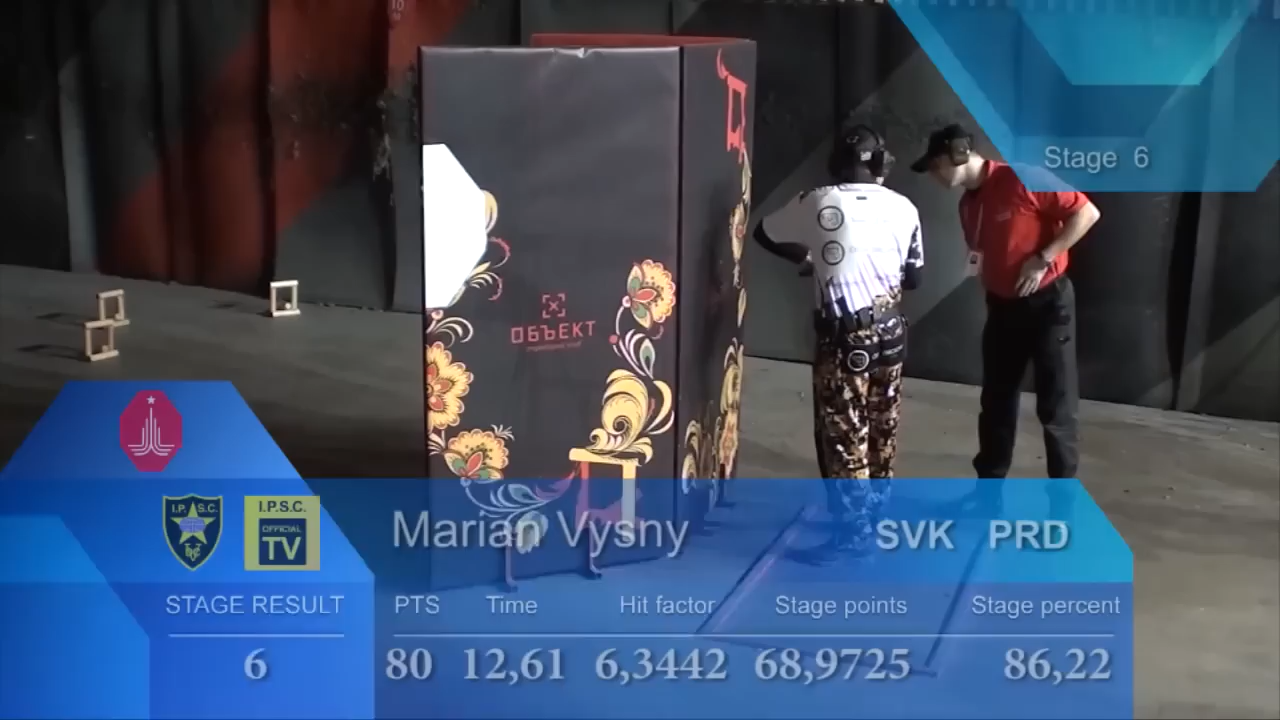 10
Stage 6
ОБЪЕКТ
I.P.S.C.
I.P.S.C.
OFFICIAL
TV
Marian Vysny SVK PRD
STAGE RESULT PTS Time Hit factor Stage points Stage percent
6 80 12,61 6,3442 68,9725 86,22